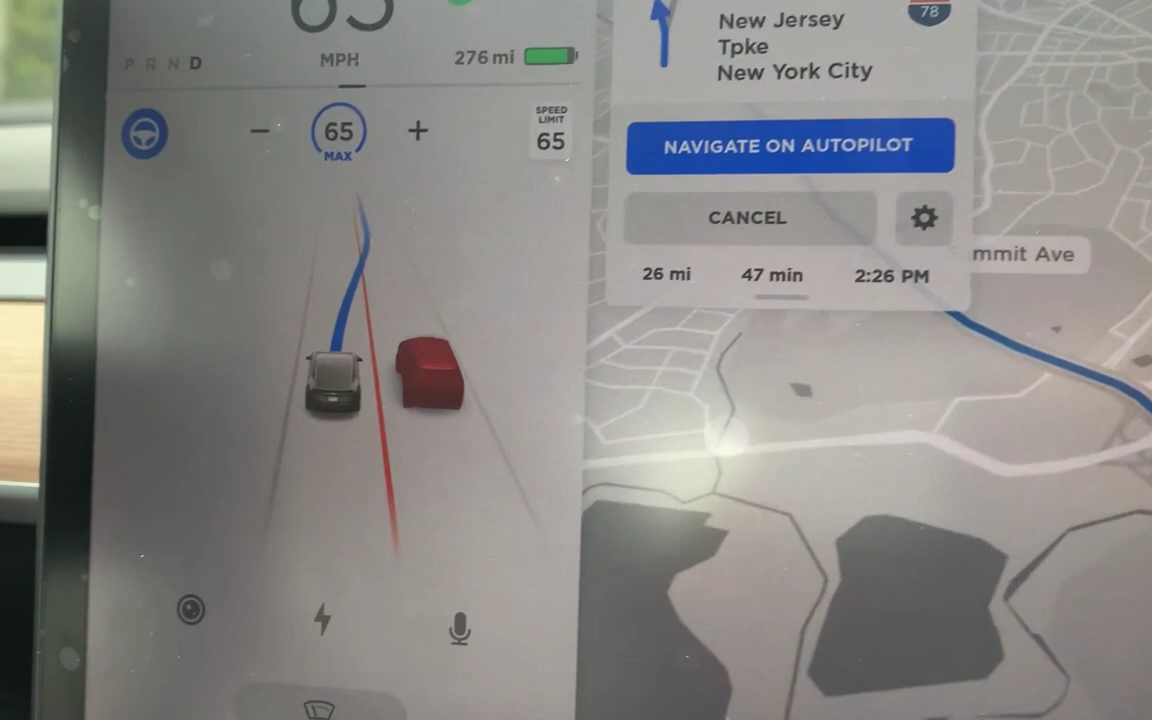 65
P R N D
MPH
276 mi
65
MAX
SPEED
LIMIT
65
78
New Jersey
Tpke
New York City
NAVIGATE ON AUTOPILOT
CANCEL
26 mi
47 min
2:26 PM
mmit Ave